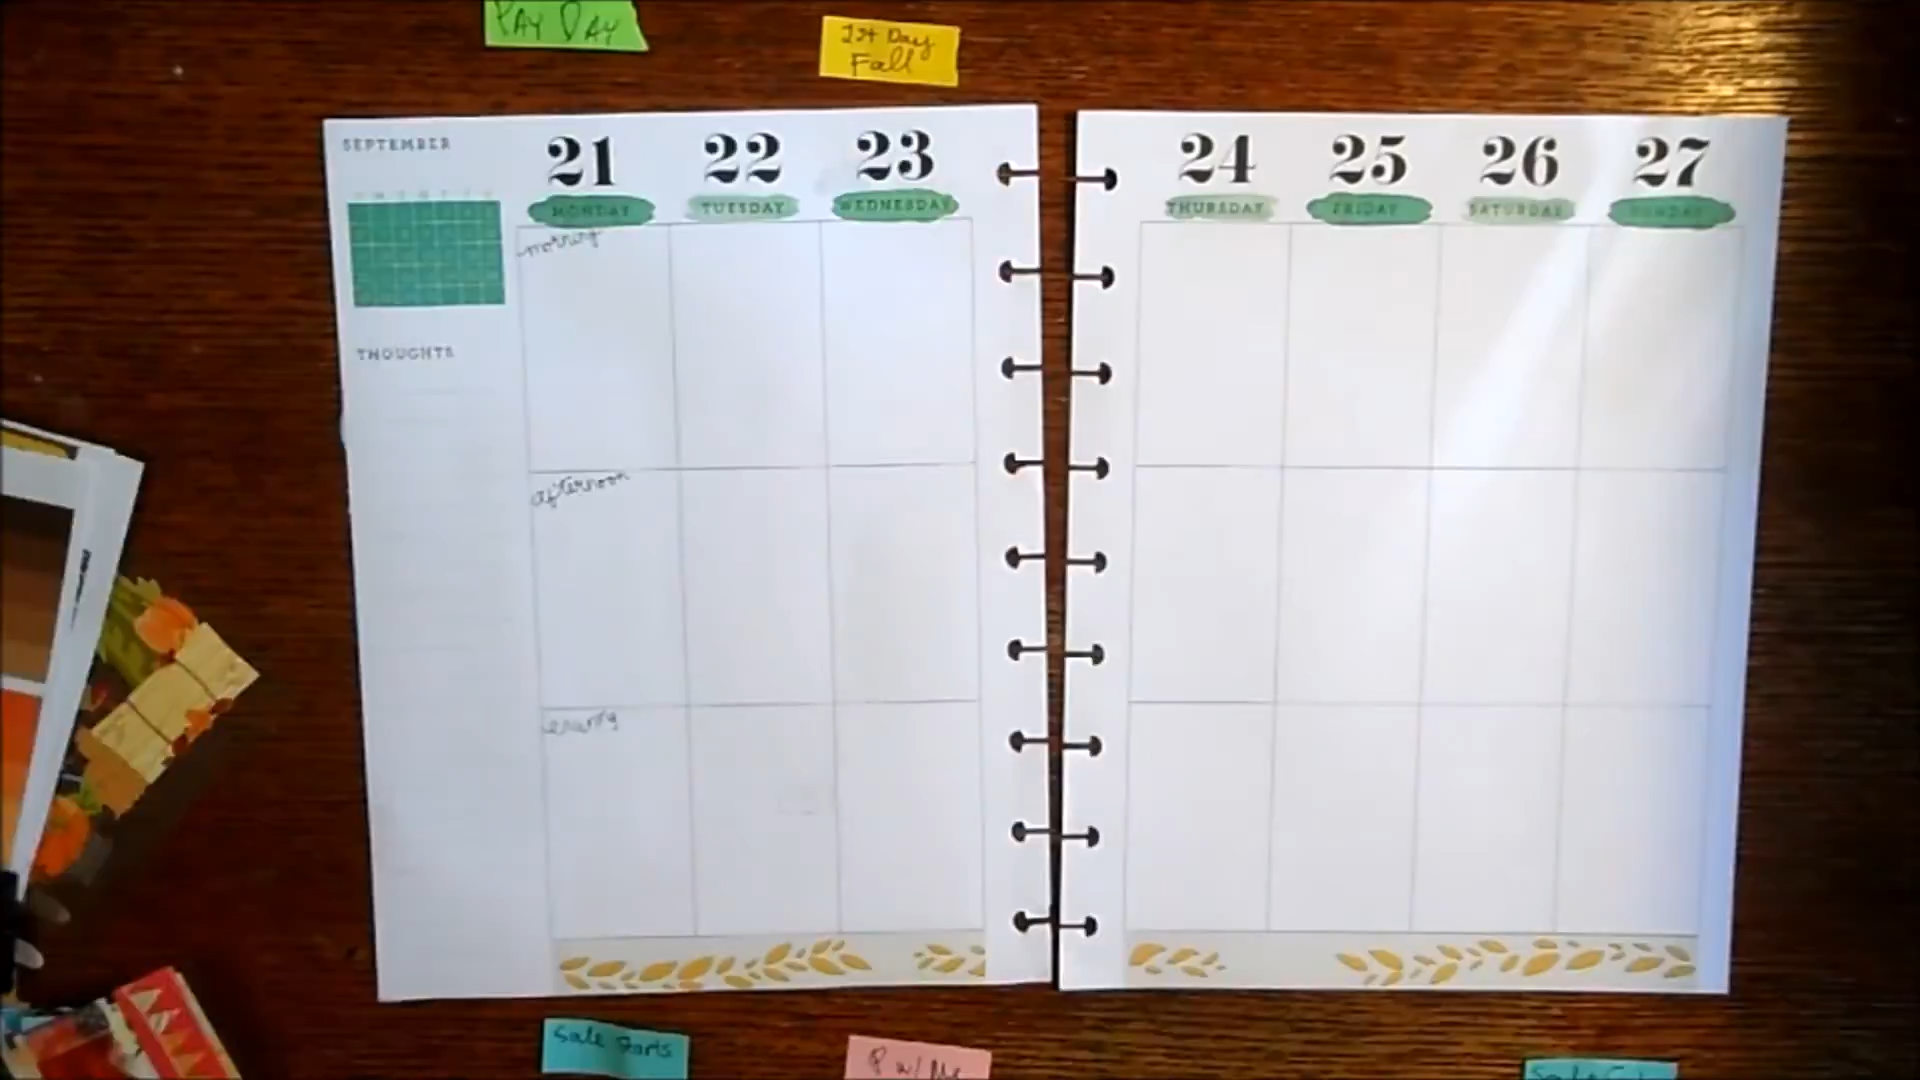 PAY DAY
1st Day
Fall
SEPTEMBER
21 22 23 24 25 26 27
MONDAY TUESDAY WEDNESDAY THURSDAY FRIDAY SATURDAY SUNDAY
morning
THOUGHTS
afternoon
evening
Sale Starts
P w/ Me